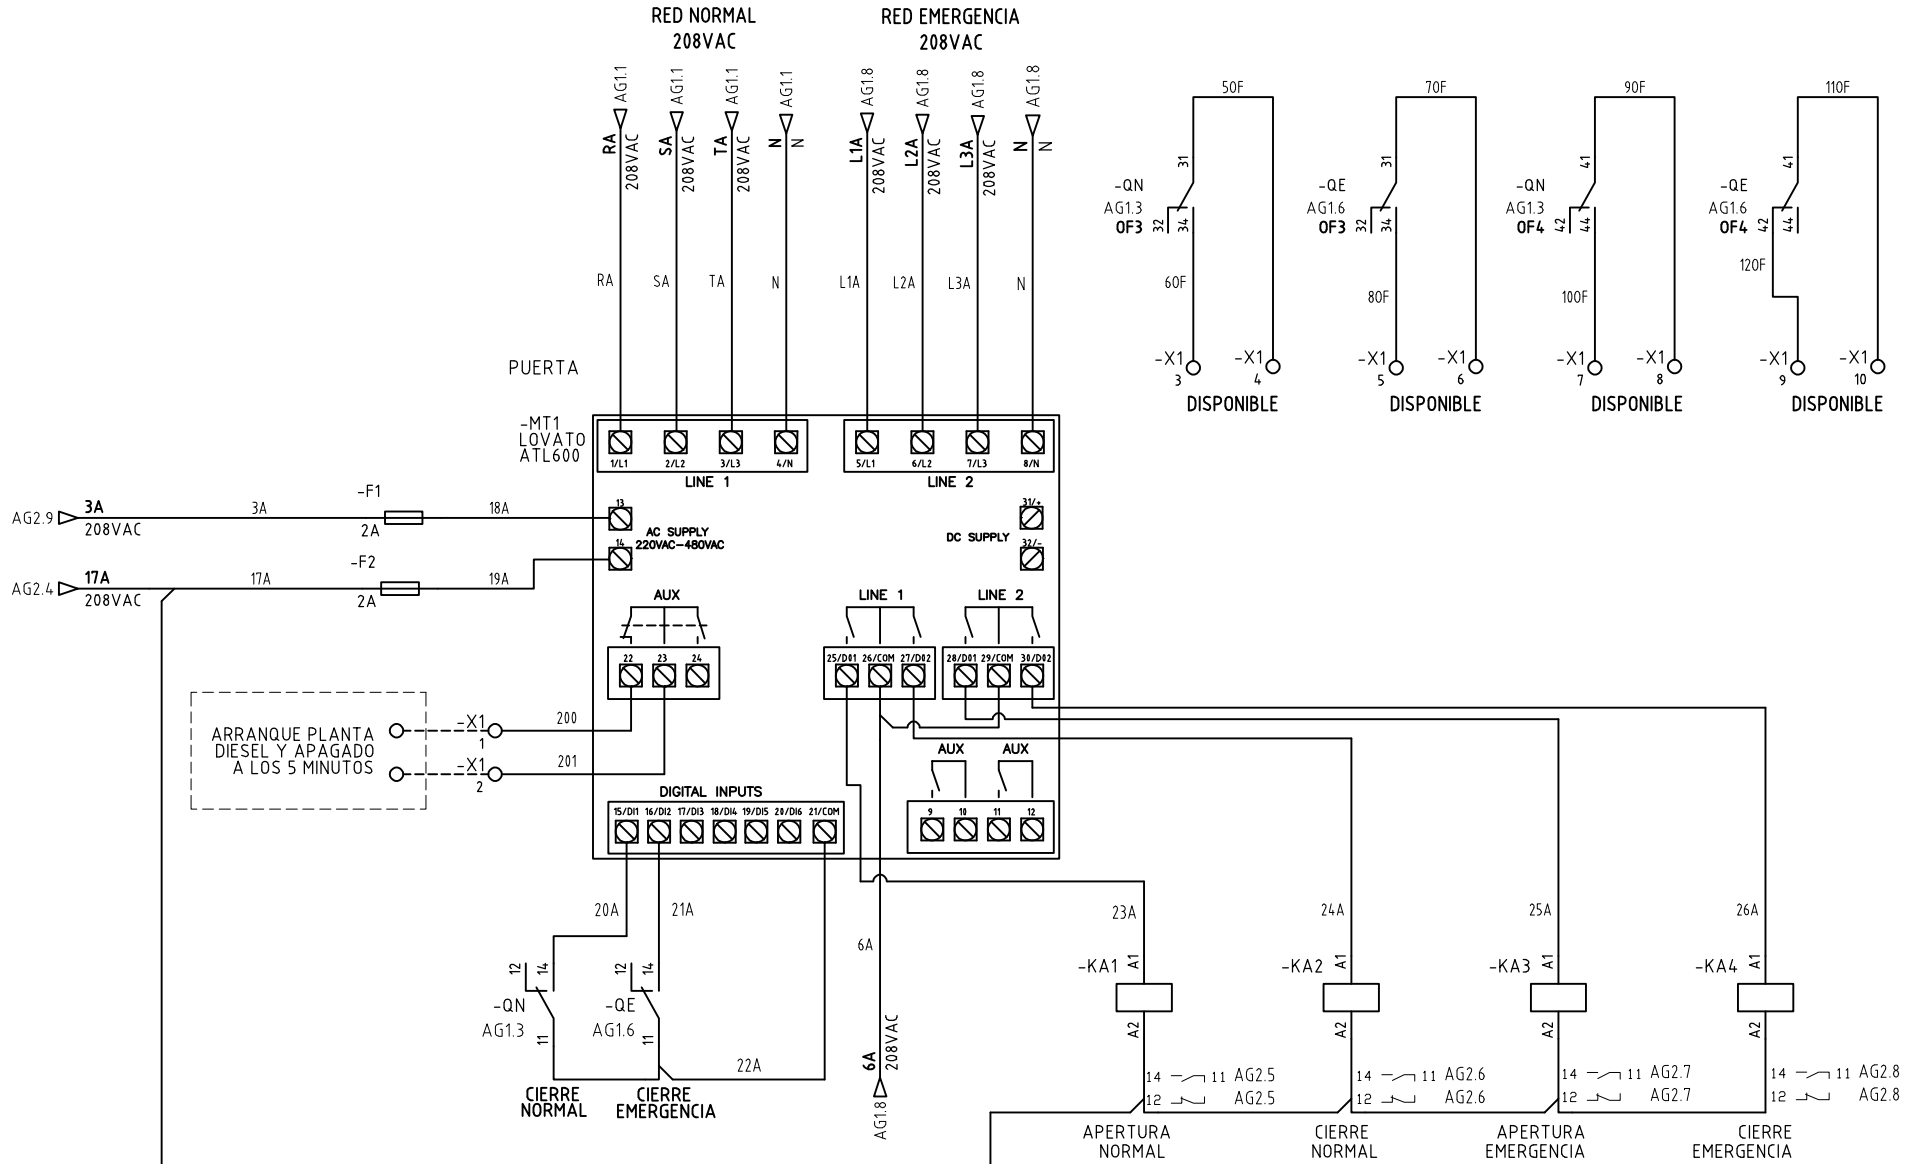 RED NORMAL
208VAC
RED EMERGENCIA
208VAC
AG1.1
AG1.1
AG1.1
AG1.1
AG1.8
AG1.8
AG1.8
AG1.8
RA
208VAC
SA
208VAC
TA
208VAC
N
N
L1A
208VAC
L2A
208VAC
L3A
208VAC
N
N
RA
SA
TA
N
L1A
L2A
L3A
N
50F
70F
90F
110F
31
31
41
41
-QN
AG1.3
OF3
32
34
-QE
AG1.6
OF3
32
34
-QN
AG1.3
OF4
42
44
-QE
AG1.6
OF4
42
44
60F
80F
100F
120F
-X1
3
-X1
4
-X1
5
-X1
6
-X1
7
-X1
8
-X1
9
-X1
10
DISPONIBLE
DISPONIBLE
DISPONIBLE
DISPONIBLE
PUERTA
-MT1
LOVATO
ATL600
1/L1
2/L2
3/L3
4/N
5/L1
6/L2
7/L3
8/N
LINE 1
LINE 2
AG2.9
3A
208VAC
3A
-F1
2A
18A
13
AC SUPPLY
220VAC-480VAC
14
31/+
DC SUPPLY
32/-
AG2.4
17A
208VAC
17A
-F2
2A
19A
AUX
LINE 1
LINE 2
22
23
24
25/DO1
26/COM
27/DO2
28/DO1
29/COM
30/DO2
ARRANQUE PLANTA
DIESEL Y APAGADO
A LOS 5 MINUTOS
-X1
1
200
-X1
2
201
AUX
AUX
DIGITAL INPUTS
15/DI1
16/DI2
17/DI3
18/DI4
19/DI5
20/DI6
21/COM
9
10
11
12
20A
21A
6A
23A
24A
25A
26A
12
14
-QN
AG1.3
11
12
14
-QE
AG1.6
11
22A
CIERRE
NORMAL
CIERRE
EMERGENCIA
6A
208VAC
AG1.8
-KA1
A1
A2
-KA2
A1
A2
-KA3
A1
A2
-KA4
A1
A2
14
11 AG2.5
12
AG2.5
14
11 AG2.6
12
AG2.6
14
11 AG2.7
12
AG2.7
14
11 AG2.8
12
AG2.8
APERTURA
NORMAL
CIERRE
NORMAL
APERTURA
EMERGENCIA
CIERRE
EMERGENCIA